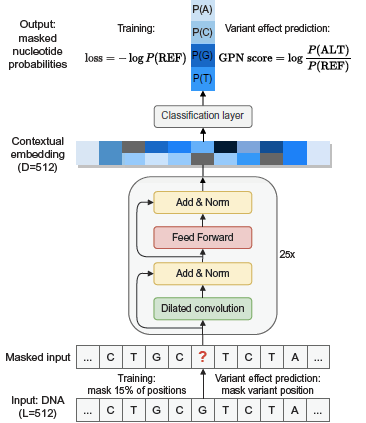 Output:
masked
nucleotide
probabilities
Training:
loss = − log P(REF)
P(A)
P(C)
P(G)
P(T)
Variant effect prediction:
GPN score = log P(ALT)
P(REF)
Classification layer
Contextual
embedding
(D=512)
Add & Norm
Feed Forward
Add & Norm
Dilated convolution
25x
Masked input
... C T G C ? T C T A ...
Training:
mask 15% of positions
Variant effect prediction:
mask variant position
Input: DNA
(L=512)
... C T G C G T C T A ...